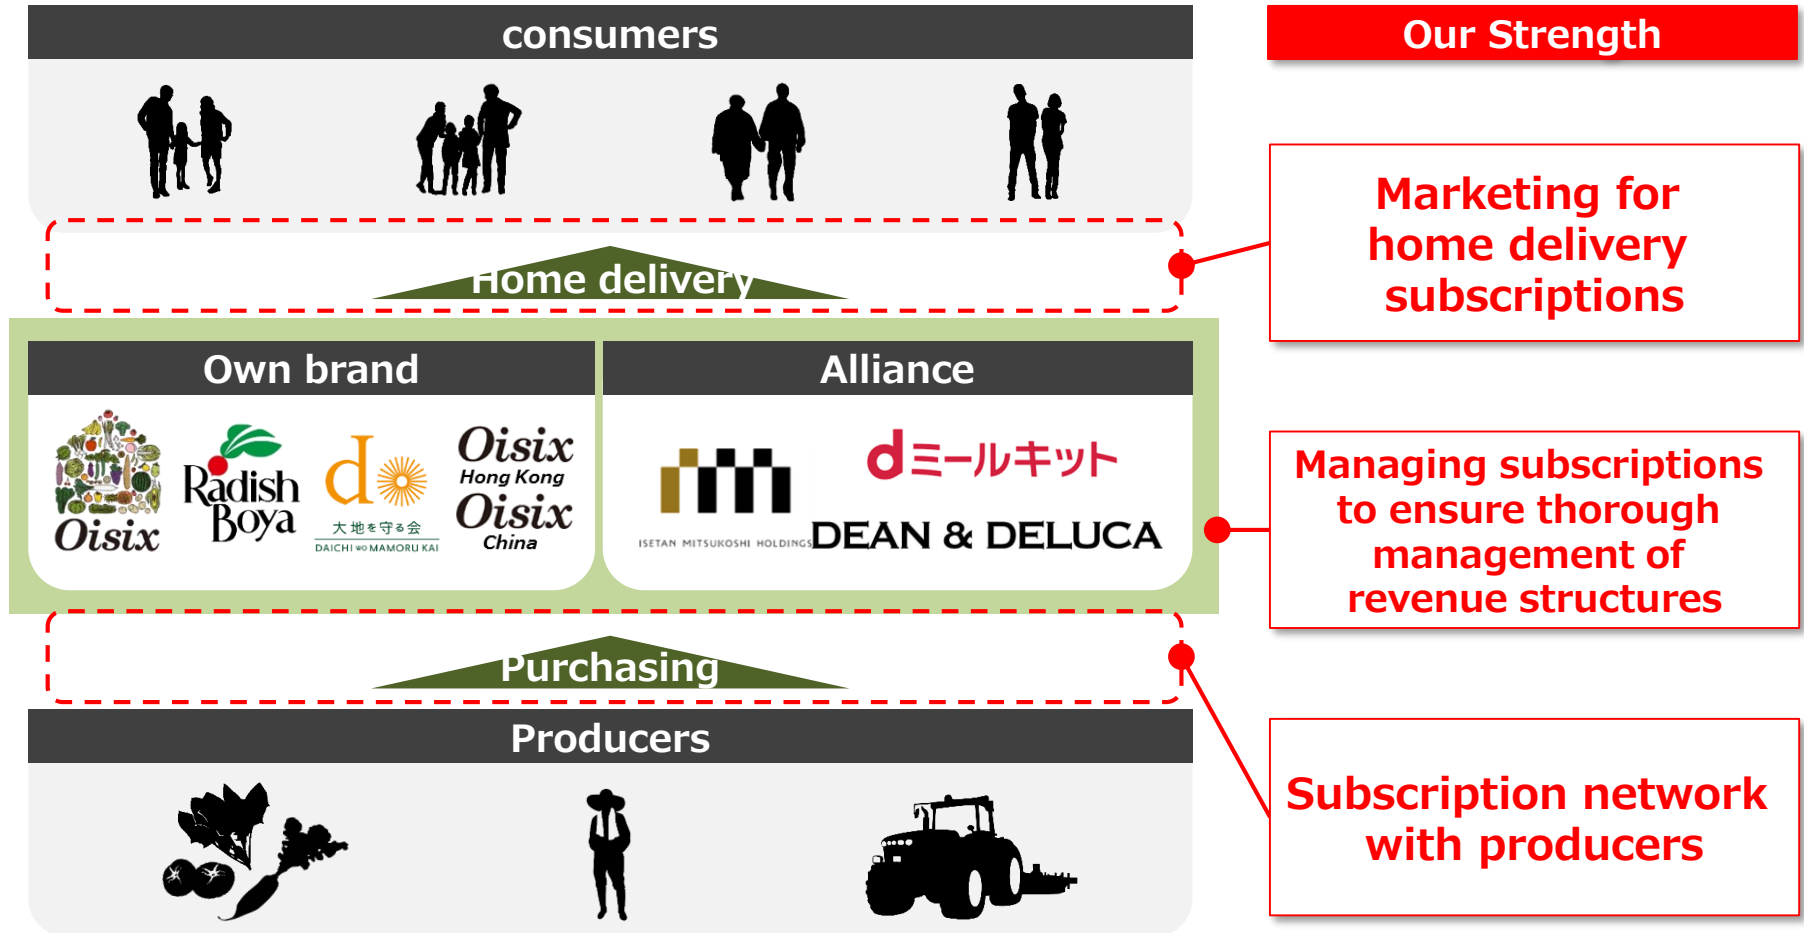 consumers
Home delivery
Own brand
Alliance
Oisix
Radish
Boya
d
大地を守る会
DAICHI wo MAMORU KAI
Oisix
Hong Kong
Oisix
China
ISETAN MITSUKOSHI HOLDINGS
dミールキット
DEAN & DELUCA
Purchasing
Producers
Our Strength
Marketing for
home delivery
subscriptions
Managing subscriptions
to ensure thorough
management of
revenue structures
Subscription network
with producers